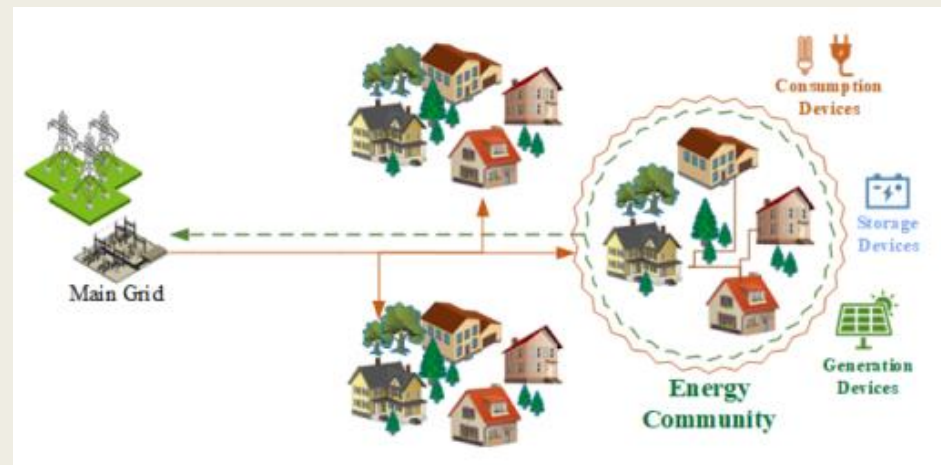 Consumption
Devices
Storage
Devices
Main Grid
Generation
Devices
Energy
Community